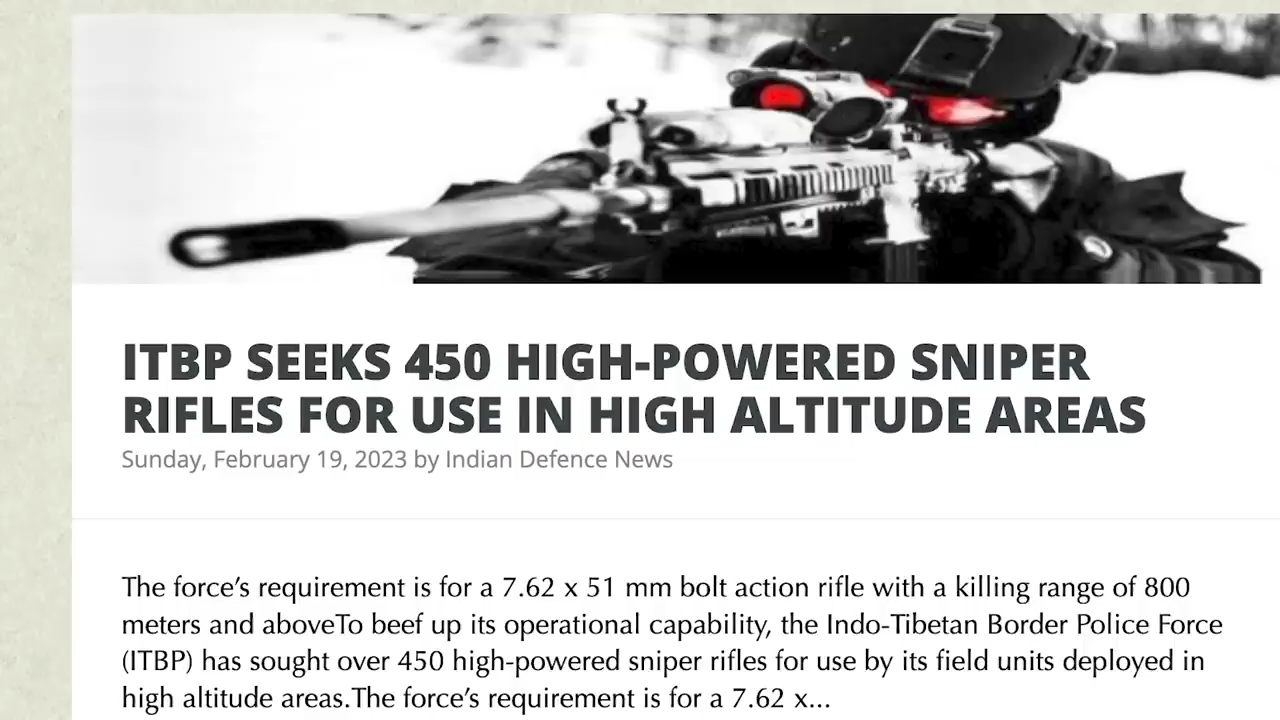 ITBP SEEKS 450 HIGH-POWERED SNIPER
RIFLES FOR USE IN HIGH ALTITUDE AREAS
Sunday, February 19, 2023 by Indian Defence News
The force’s requirement is for a 7.62 x 51 mm bolt action rifle with a killing range of 800
meters and aboveTo beef up its operational capability, the Indo-Tibetan Border Police Force
(ITBP) has sought over 450 high-powered sniper rifles for use by its field units deployed in
high altitude areas.The force’s requirement is for a 7.62 x...